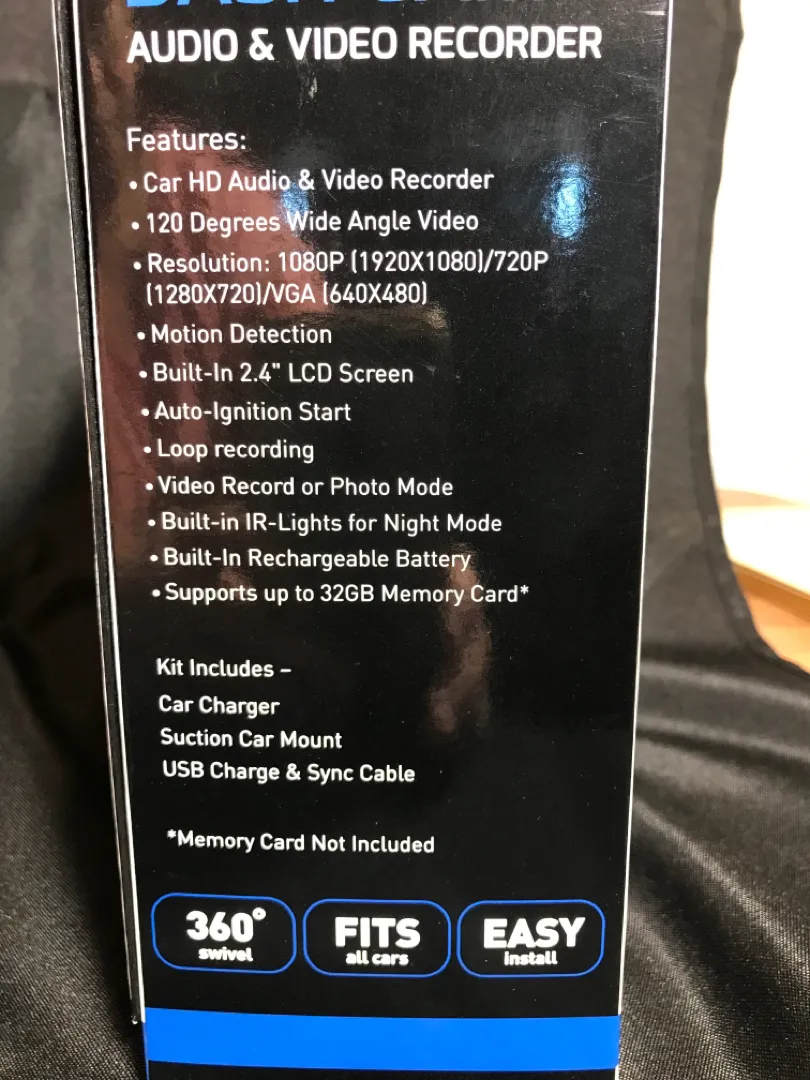 AUDIO & VIDEO RECORDER
Features:
• Car HD Audio & Video Recorder
• 120 Degrees Wide Angle Video
• Resolution: 1080P (1920X1080)/720P
(1280X720)/VGA (640X480)
• Motion Detection
• Built-In 2.4" LCD Screen
• Auto-Ignition Start
• Loop recording
• Video Record or Photo Mode
• Built-in IR-Lights for Night Mode
• Built-In Rechargeable Battery
• Supports up to 32GB Memory Card*
Kit Includes –
Car Charger
Suction Car Mount
USB Charge & Sync Cable
*Memory Card Not Included
360°
swivel
FITS
all cars
EASY
install